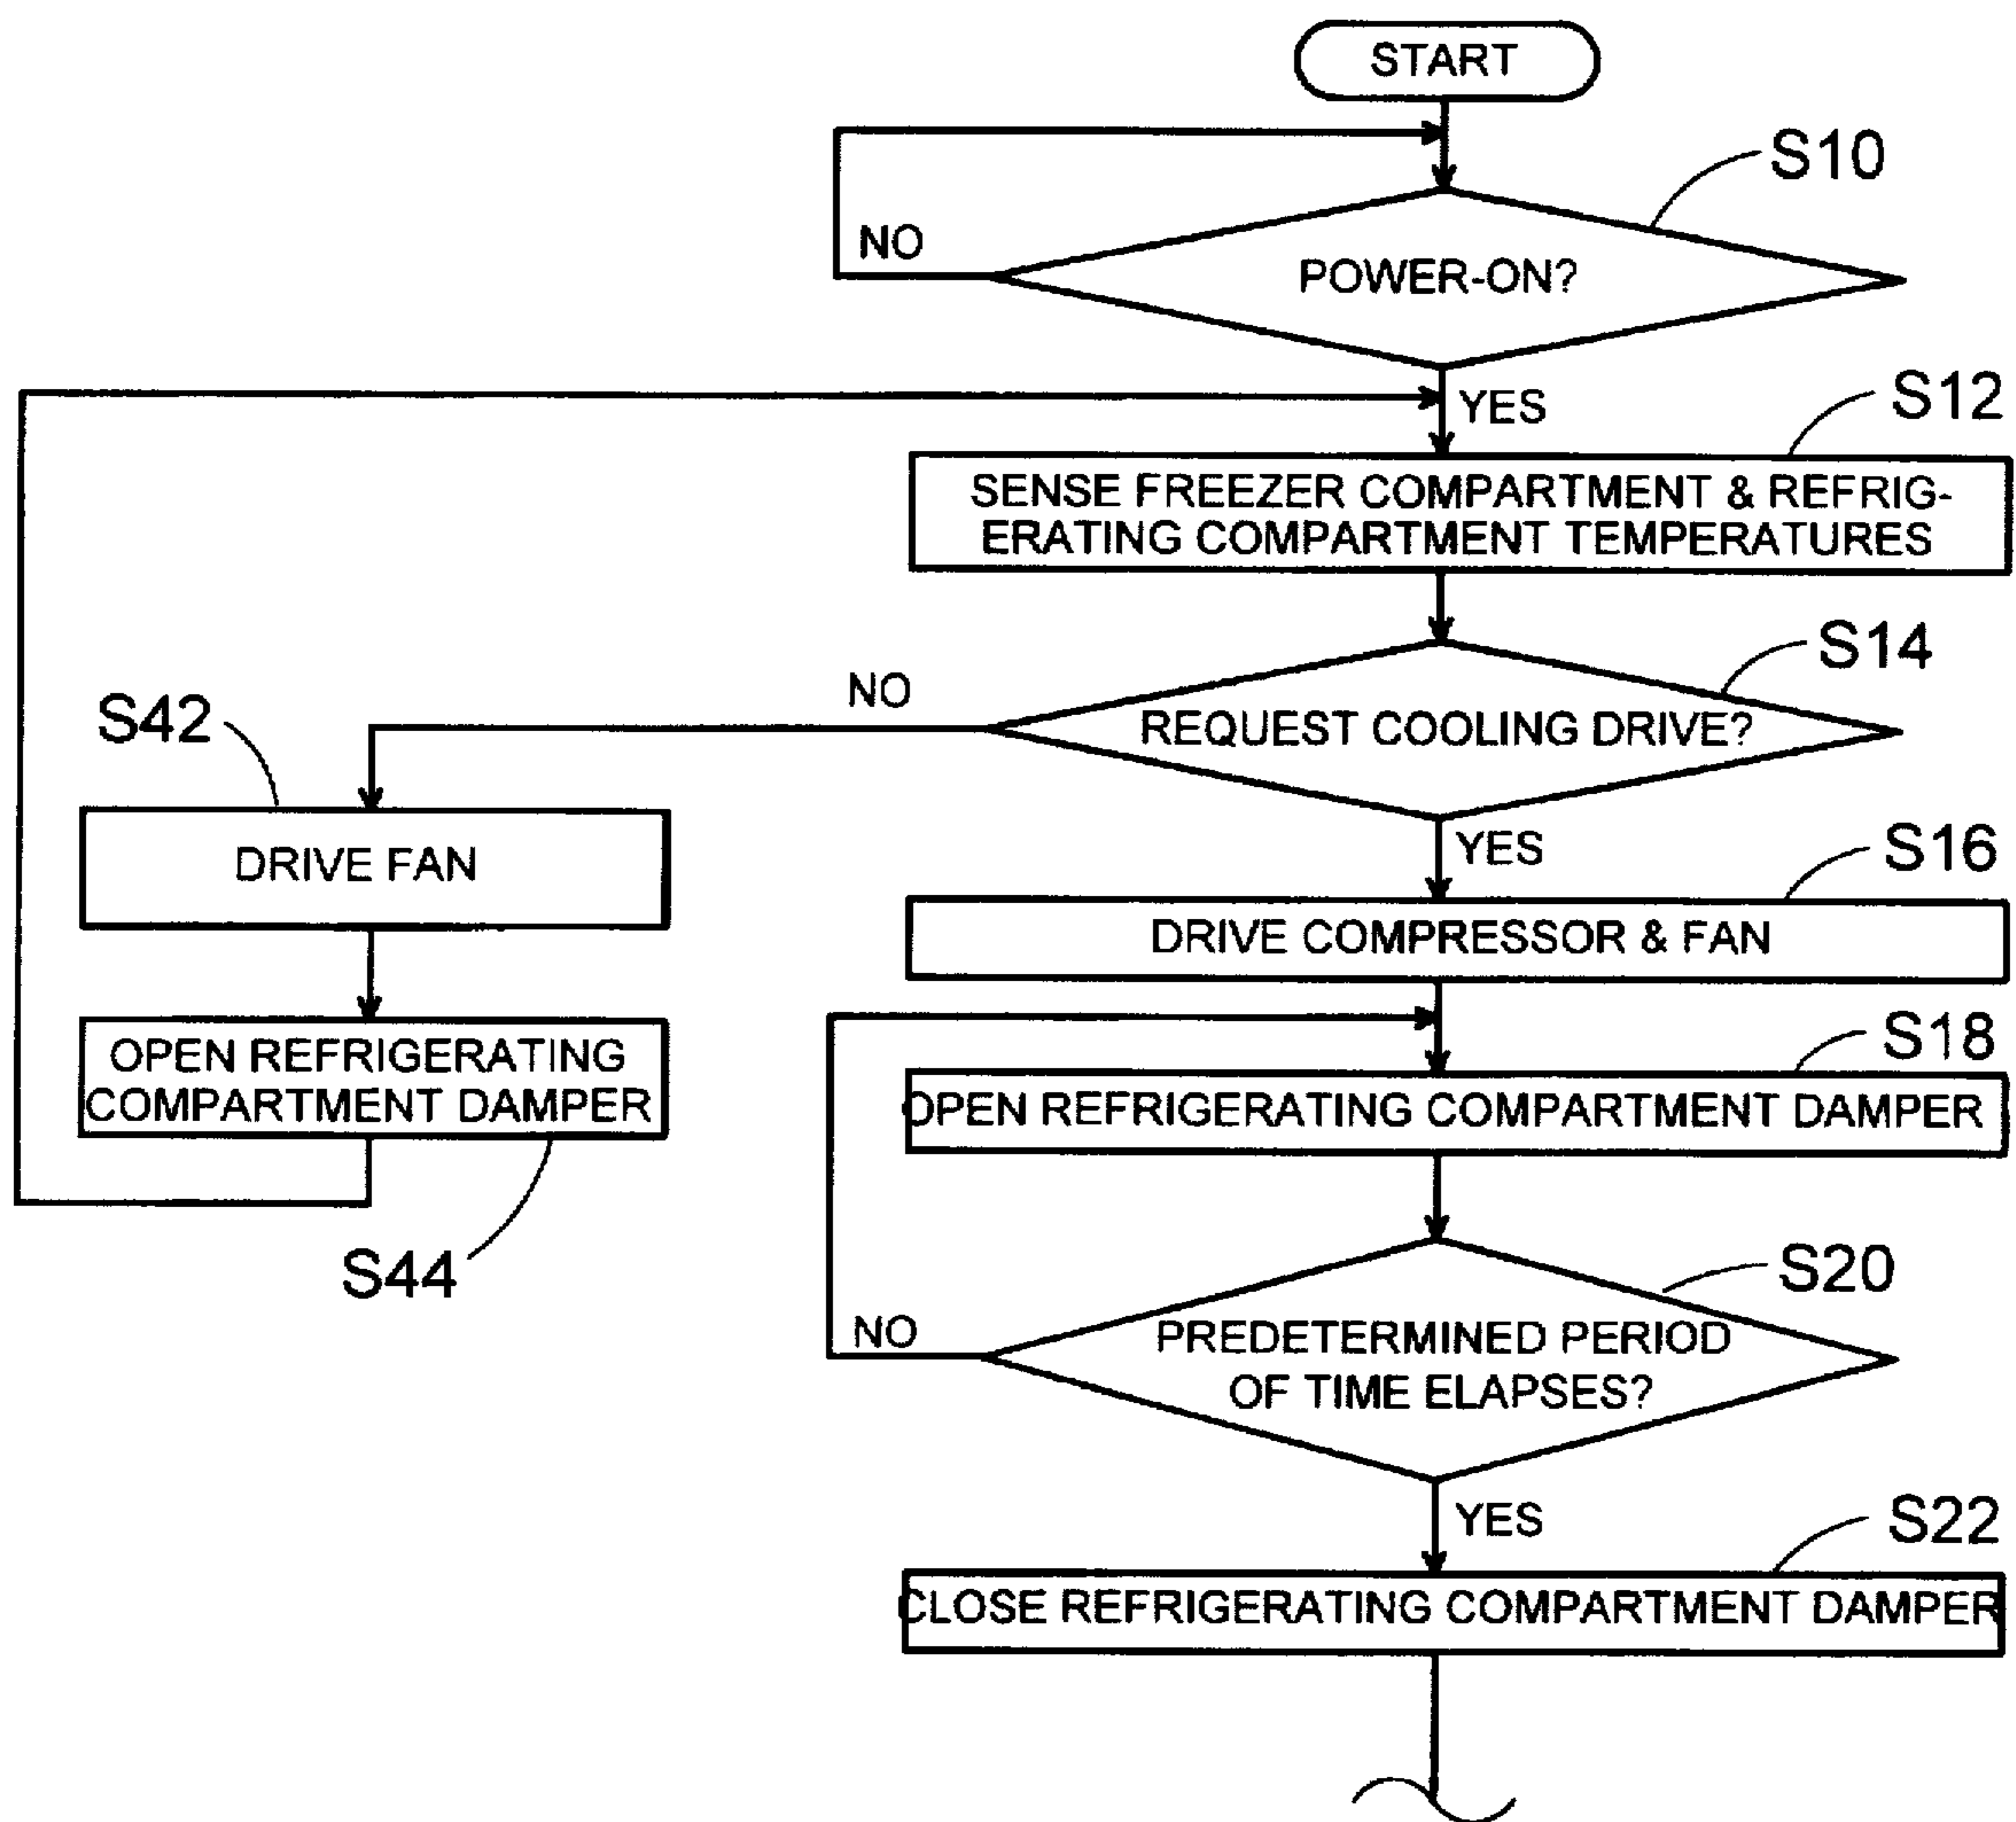 START
S10
NO
POWER-ON?
YES
S12
SENSE FREEZER COMPARTMENT & REFRIG-
ERATING COMPARTMENT TEMPERATURES
S14
NO
REQUEST COOLING DRIVE?
S42
DRIVE FAN
YES
S16
DRIVE COMPRESSOR & FAN
OPEN REFRIGERATING
COMPARTMENT DAMPER
S44
S18
OPEN REFRIGERATING COMPARTMENT DAMPER
S20
NO
PREDETERMINED PERIOD
OF TIME ELAPSES?
YES
S22
CLOSE REFRIGERATING COMPARTMENT DAMPER